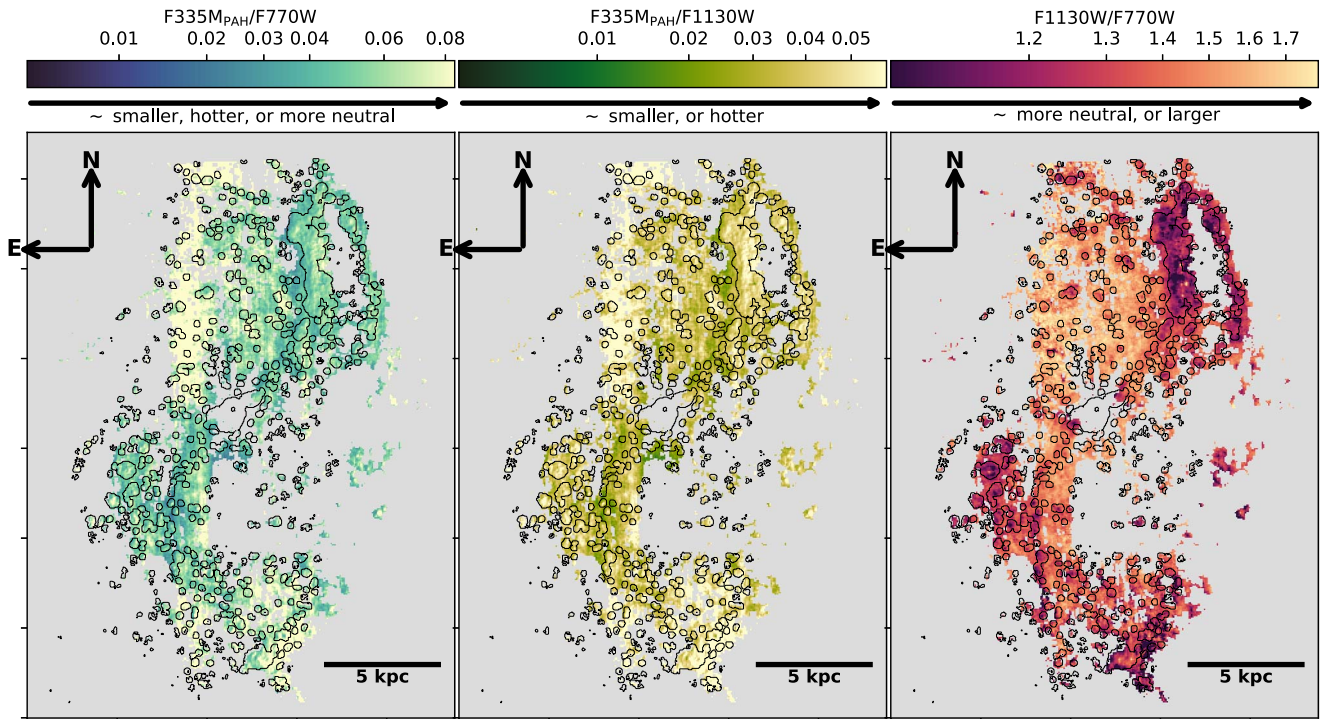 F335M_PAH/F770W
0.01 0.02 0.03 0.04 0.06 0.08
~ smaller, hotter, or more neutral
N
E
5 kpc
F335M_PAH/F1130W
0.01 0.02 0.03 0.04 0.05
~ smaller, or hotter
N
E
5 kpc
F1130W/F770W
1.2 1.3 1.4 1.5 1.6 1.7
~ more neutral, or larger
N
E
5 kpc